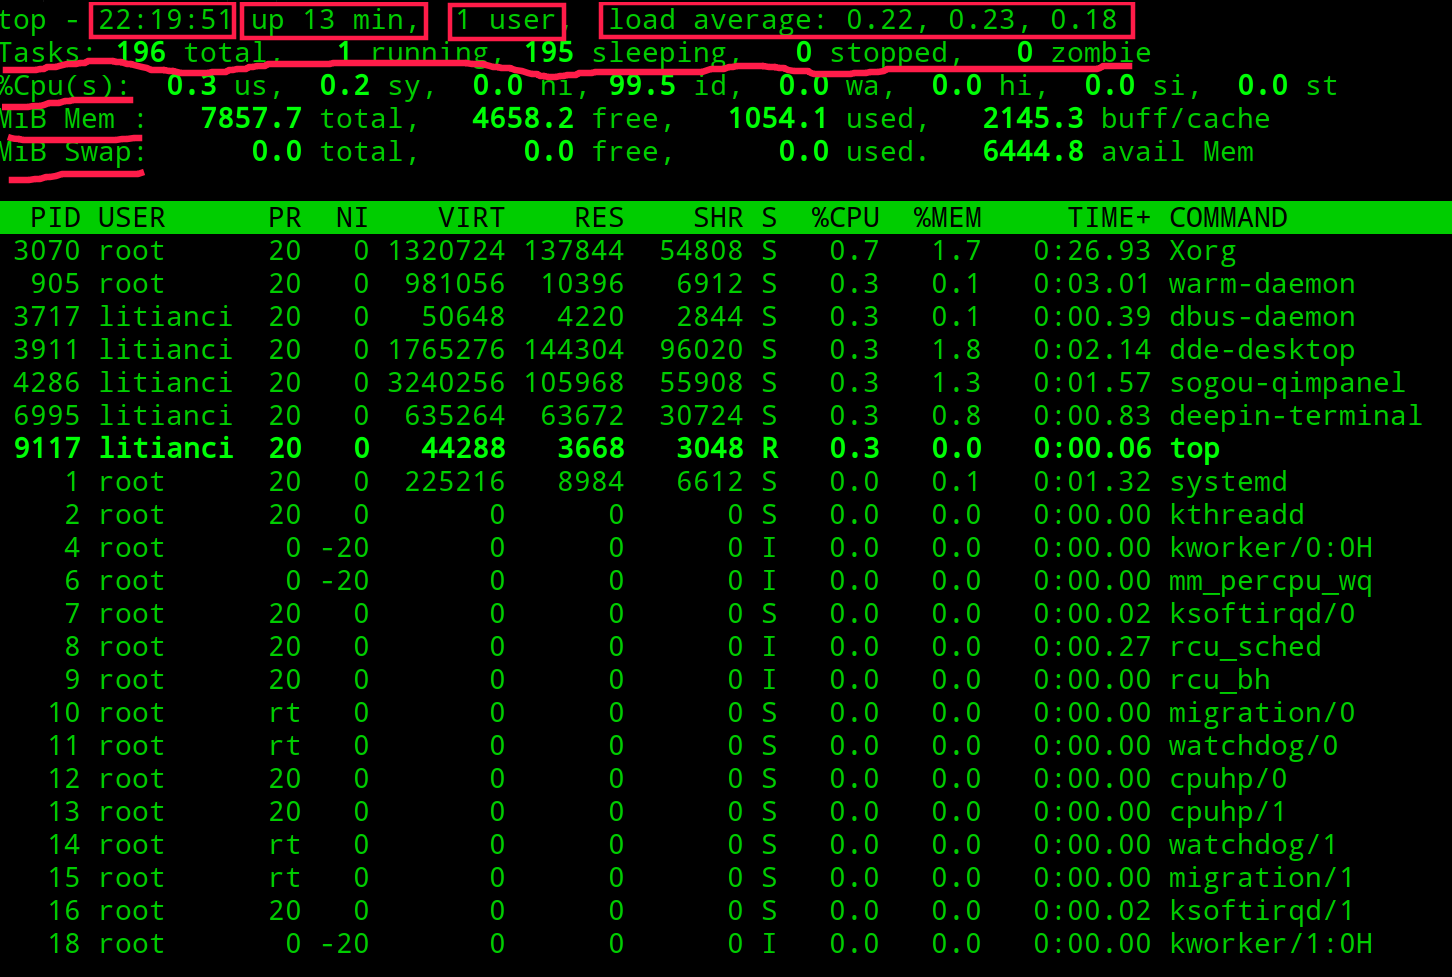 top - 22:19:51 up 13 min, 1 user, load average: 0.22, 0.23, 0.18
Tasks: 196 total, 1 running, 195 sleeping, 0 stopped, 0 zombie
%Cpu(s): 0.3 us, 0.2 sy, 0.0 ni, 99.5 id, 0.0 wa, 0.0 hi, 0.0 si, 0.0 st
MiB Mem : 7857.7 total, 4658.2 free, 1054.1 used, 2145.3 buff/cache
MiB Swap: 0.0 total, 0.0 free, 0.0 used. 6444.8 avail Mem
PID USER PR NI VIRT RES SHR S %CPU %MEM TIME+ COMMAND
3070 root 20 0 1320724 137844 54808 S 0.7 1.7 0:26.93 Xorg
905 root 20 0 981056 10396 6912 S 0.3 0.1 0:03.01 warm-daemon
3717 litianci 20 0 50648 4220 2844 S 0.3 0.1 0:00.39 dbus-daemon
3911 litianci 20 0 1765276 144304 96020 S 0.3 1.8 0:02.14 dde-desktop
4286 litianci 20 0 3240256 105968 55908 S 0.3 1.3 0:01.57 sogou-qimpanel
6995 litianci 20 0 635264 63672 30724 S 0.3 0.8 0:00.83 deepin-terminal
9117 litianci 20 0 44288 3668 3048 R 0.3 0.0 0:00.06 top
1 root 20 0 225216 8984 6612 S 0.0 0.1 0:01.32 systemd
2 root 20 0 0 0 0 S 0.0 0.0 0:00.00 kthreadd
4 root 0 -20 0 0 0 I 0.0 0.0 0:00.00 kworker/0:0H
6 root 0 -20 0 0 0 I 0.0 0.0 0:00.00 mm_percpu_wq
7 root 20 0 0 0 0 S 0.0 0.0 0:00.02 ksoftirqd/0
8 root 20 0 0 0 0 I 0.0 0.0 0:00.27 rcu_sched
9 root 20 0 0 0 0 I 0.0 0.0 0:00.00 rcu_bh
10 root rt 0 0 0 0 S 0.0 0.0 0:00.00 migration/0
11 root rt 0 0 0 0 S 0.0 0.0 0:00.00 watchdog/0
12 root 20 0 0 0 0 S 0.0 0.0 0:00.00 cpuhp/0
13 root 20 0 0 0 0 S 0.0 0.0 0:00.00 cpuhp/1
14 root rt 0 0 0 0 S 0.0 0.0 0:00.00 watchdog/1
15 root rt 0 0 0 0 S 0.0 0.0 0:00.00 migration/1
16 root 20 0 0 0 0 S 0.0 0.0 0:00.02 ksoftirqd/1
18 root 0 -20 0 0 0 I 0.0 0.0 0:00.00 kworker/1:0H